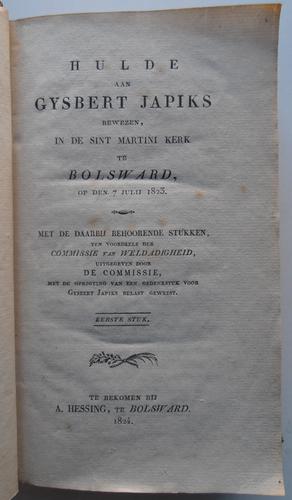 HULDE
AAN
GYSBERT JAPIKS
BEWEZEN,
IN DE SINT MARTINI KERK
TE
BOLSWARD,
OP DEN 7 JULIJ 1823.
MET DE DAARBIJ BEHOORENDE STUKKEN,
TEN VOORDEELE DER
COMMISSIE VAN WELDADIGHEID,
UITGEGEVEN DOOR
DE COMMISSIE,
MET DE OPRIGTING VAN EEN GEDENKSTUK VOOR
GYSBERT JAPIKS BELAST GEWEEST.
EERSTE STUK.
TE BEKOMEN BIJ
A. HESSING, TE BOLSWARD.
1824.